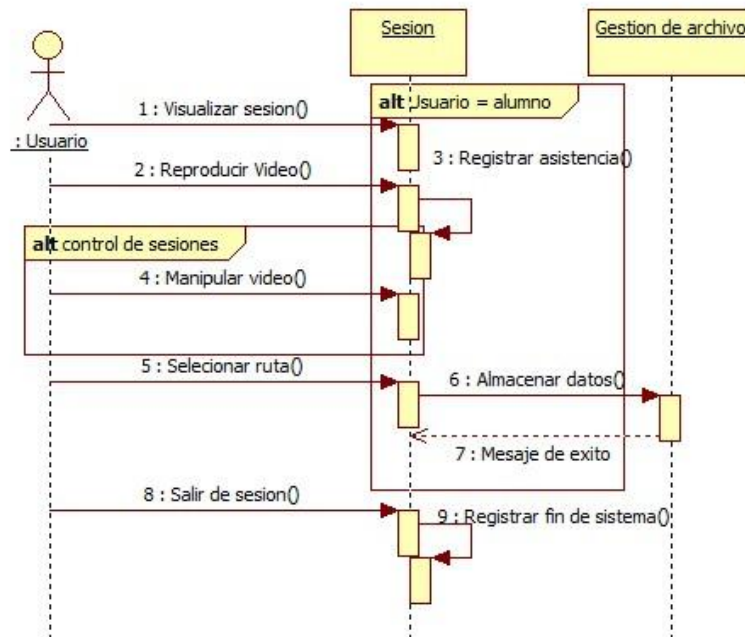 Sesion
Gestion de archivo
alt Usuario = alumno
1 : Visualizar sesion()
: Usuario
3 : Registrar asistencia()
2 : Reproducir Video()
alt control de sesiones
4 : Manipular video()
5 : Selecionar ruta()
6 : Almacenar datos()
7 : Mesaje de exito
8 : Salir de sesion()
9 : Registrar fin de sistema()